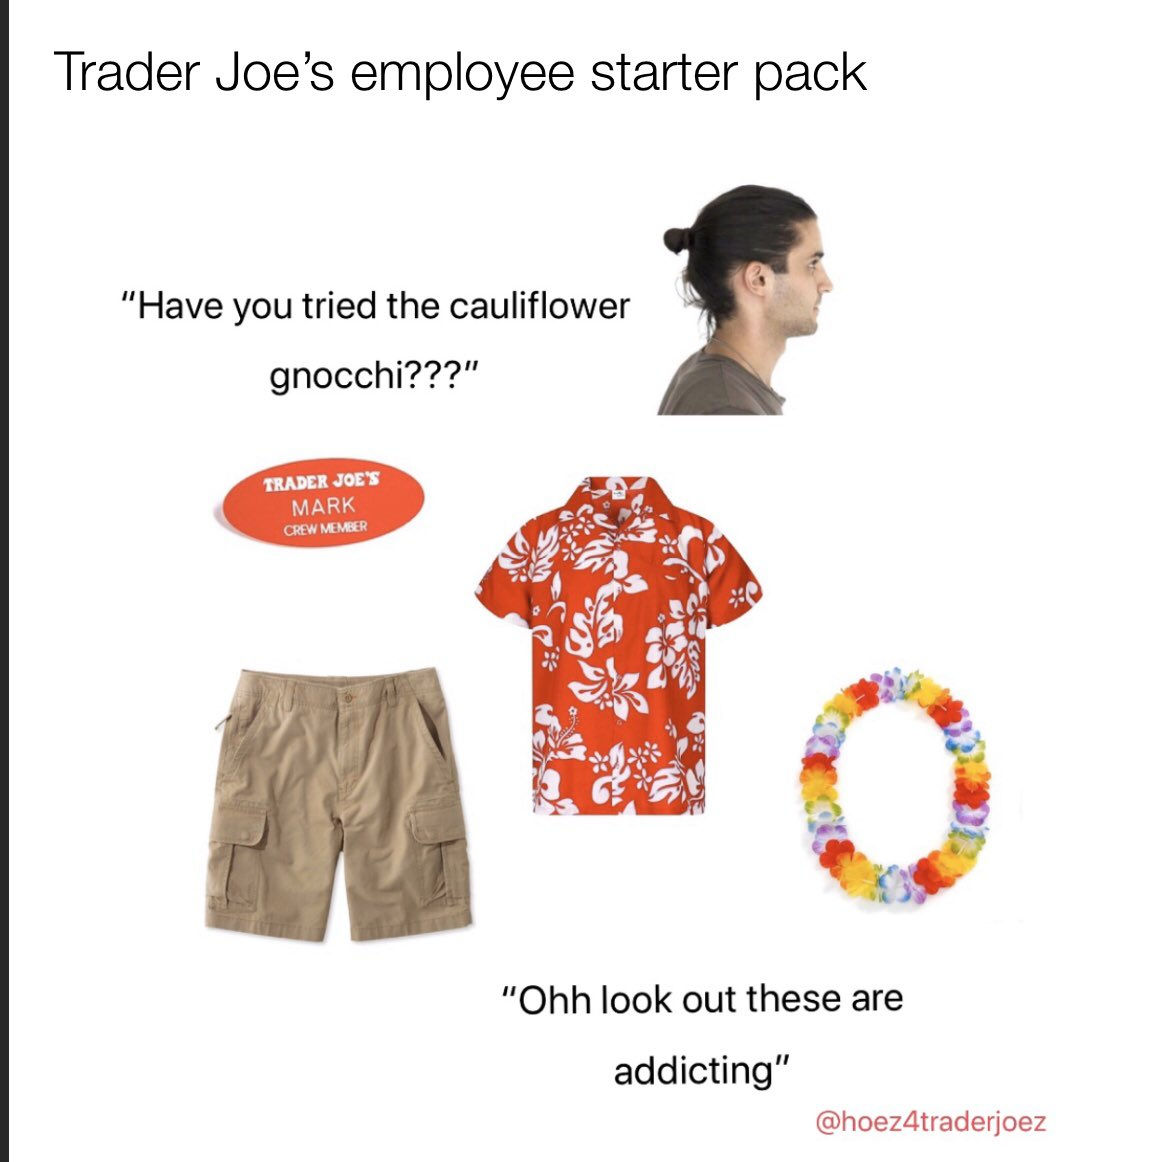 Trader Joe’s employee starter pack
“Have you tried the cauliflower
gnocchi???”
TRADER JOE'S
MARK
CREW MEMBER
“Ohh look out these are
addicting”
@hoez4traderjoez